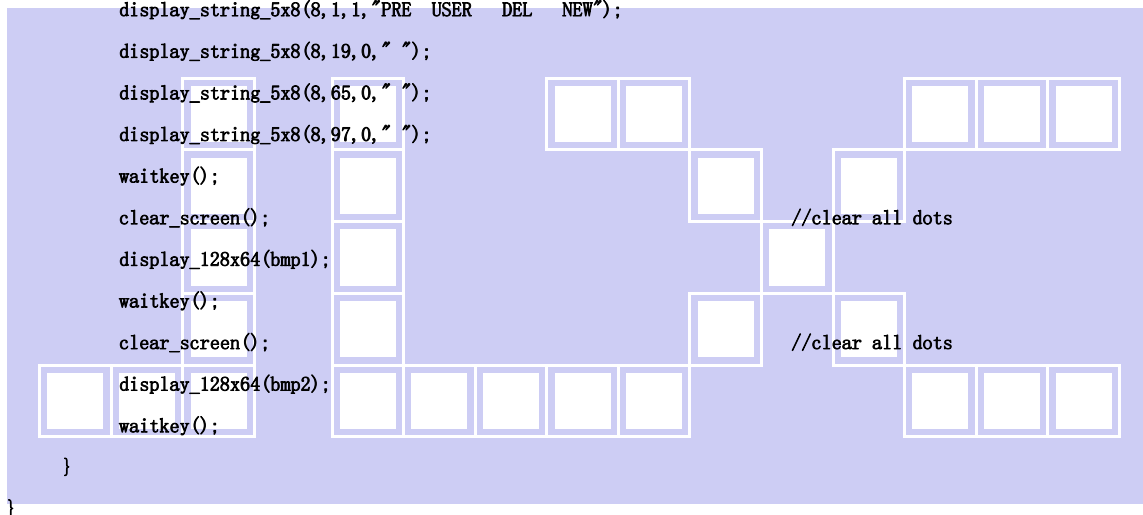 display_string_5x8(8,1,1,"PRE  USER   DEL   NEW");
display_string_5x8(8,19,0," ");
display_string_5x8(8,65,0," ");
display_string_5x8(8,97,0," ");
waitkey();
clear_screen();                    //clear all dots
display_128x64(bmp1);
waitkey();
clear_screen();                    //clear all dots
display_128x64(bmp2);
waitkey();
}
}